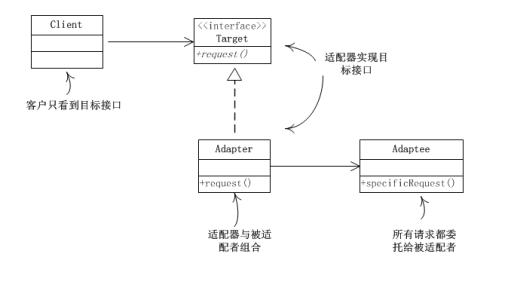 Client
<<interface>>
Target
+request()
适配器实现目
标接口
客户只看到目标接口
Adapter
+request()
Adaptee
+specificRequest()
适配器与被适
配者组合
所有请求都委
托给被适配者